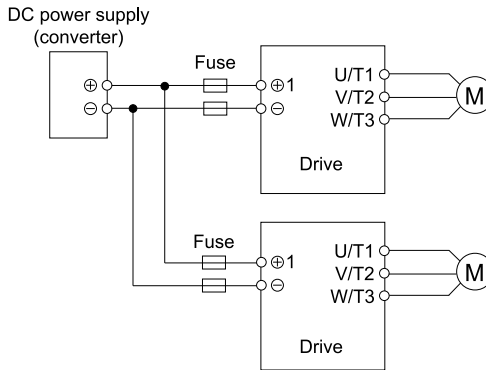 DC power supply
(converter)
⊕
⊖
Fuse
⊕1
⊖
U/T1
V/T2
W/T3
M
Drive
Fuse
⊕1
⊖
U/T1
V/T2
W/T3
M
Drive